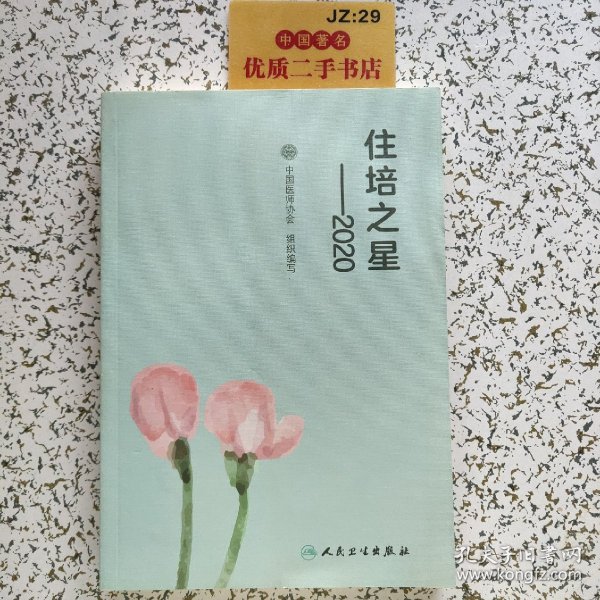 JZ:29
中国著名
优质二手书店
住培之星
——2020
中国医师协会 组织编写
人民卫生出版社
孔夫子旧书网
www.kongfz.com